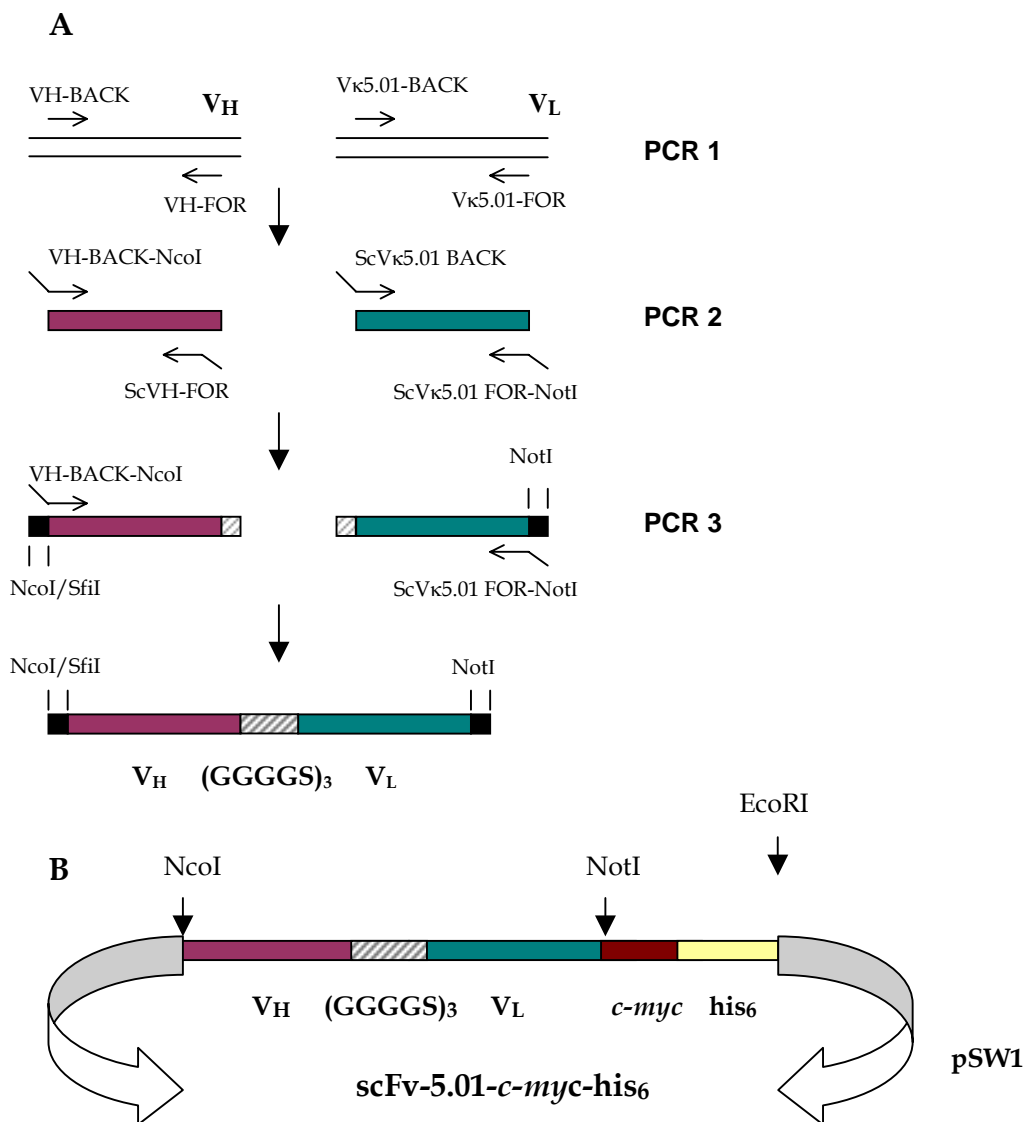 A
VH-BACK
VH
Vκ5.01-BACK
VL
PCR 1
VH-FOR
Vκ5.01-FOR
VH-BACK-NcoI
ScVκ5.01 BACK
PCR 2
ScVH-FOR
ScVκ5.01 FOR-NotI
VH-BACK-NcoI
NotI
PCR 3
NcoI/SfiI
ScVκ5.01 FOR-NotI
NcoI/SfiI
NotI
VH (GGGGS)3 VL
EcoRI
B
NcoI
NotI
VH (GGGGS)3 VL c-myc his6
pSW1
scFv-5.01-c-myc-his6